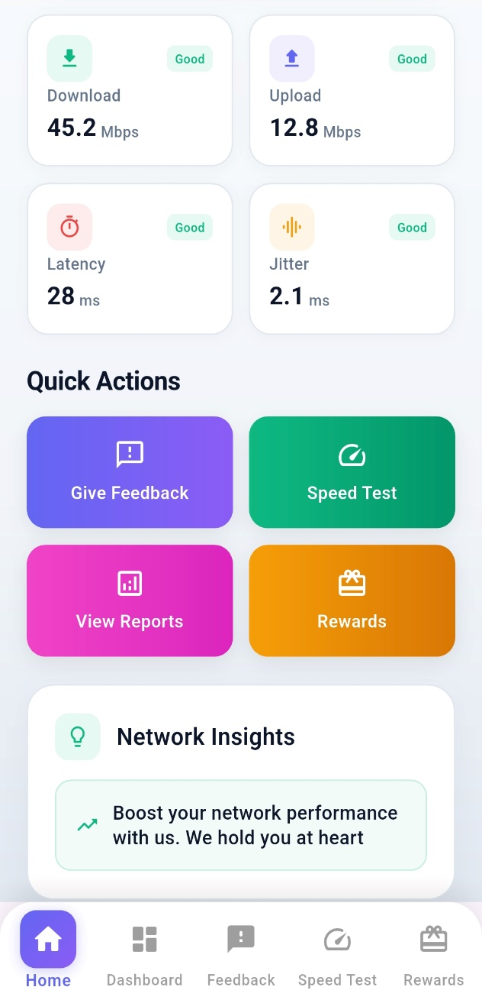 Good Good
Download Upload
45.2 Mbps 12.8 Mbps
Good Good
Latency Jitter
28 ms 2.1 ms
Quick Actions
Give Feedback Speed Test
View Reports Rewards
Network Insights
Boost your network performance
with us. We hold you at heart
Home Dashboard Feedback Speed Test Rewards